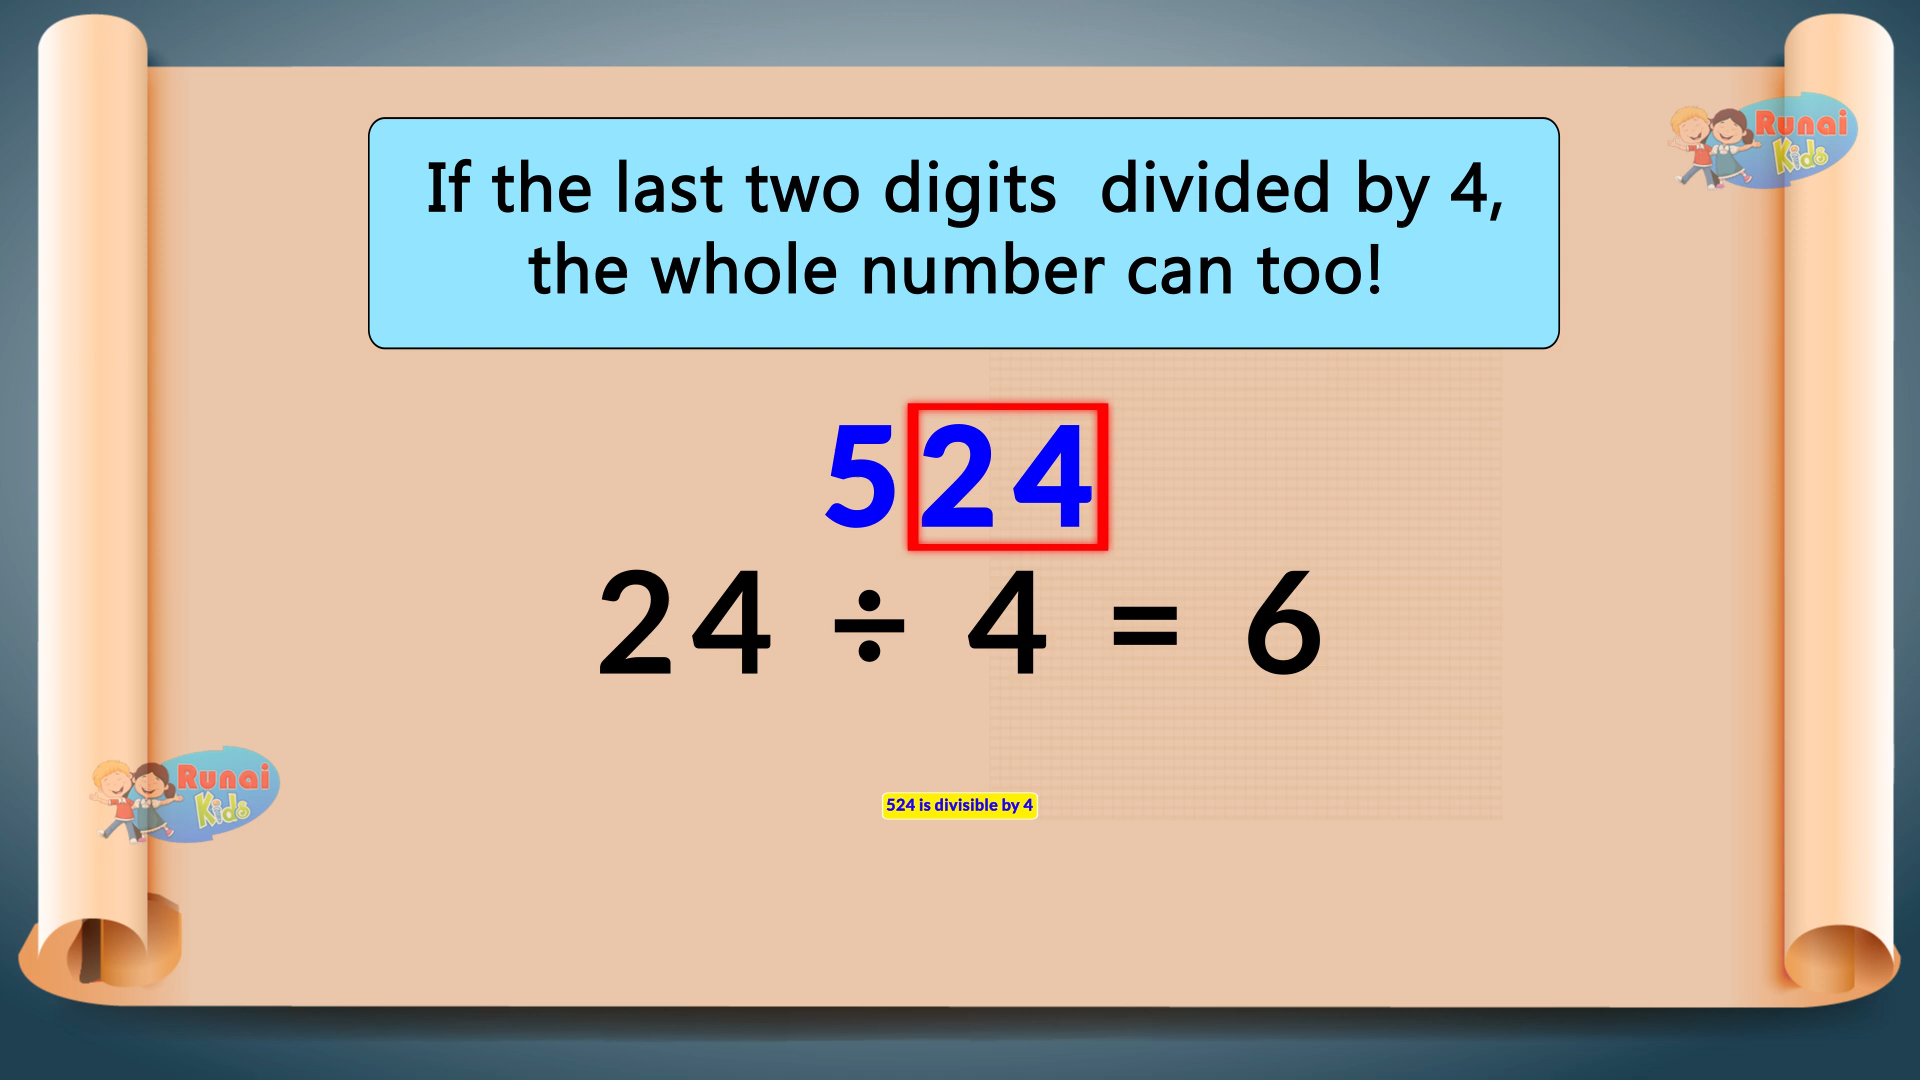 If the last two digits  divided by 4,
the whole number can too!
Runai
Kids
524
24 ÷ 4 = 6
Runai
Kids
524 is divisible by 4